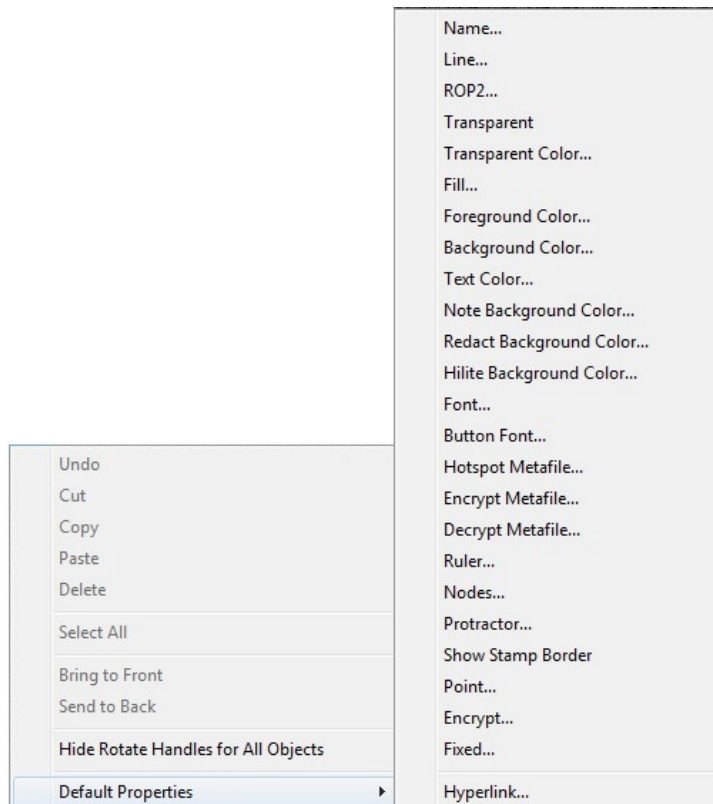 Undo
Cut
Copy
Paste
Delete
Select All
Bring to Front
Send to Back
Hide Rotate Handles for All Objects
Default Properties
Name...
Line...
ROP2...
Transparent
Transparent Color...
Fill...
Foreground Color...
Background Color...
Text Color...
Note Background Color...
Redact Background Color...
Hilite Background Color...
Font...
Button Font...
Hotspot Metafile...
Encrypt Metafile...
Decrypt Metafile...
Ruler...
Nodes...
Protractor...
Show Stamp Border
Point...
Encrypt...
Fixed...
Hyperlink...